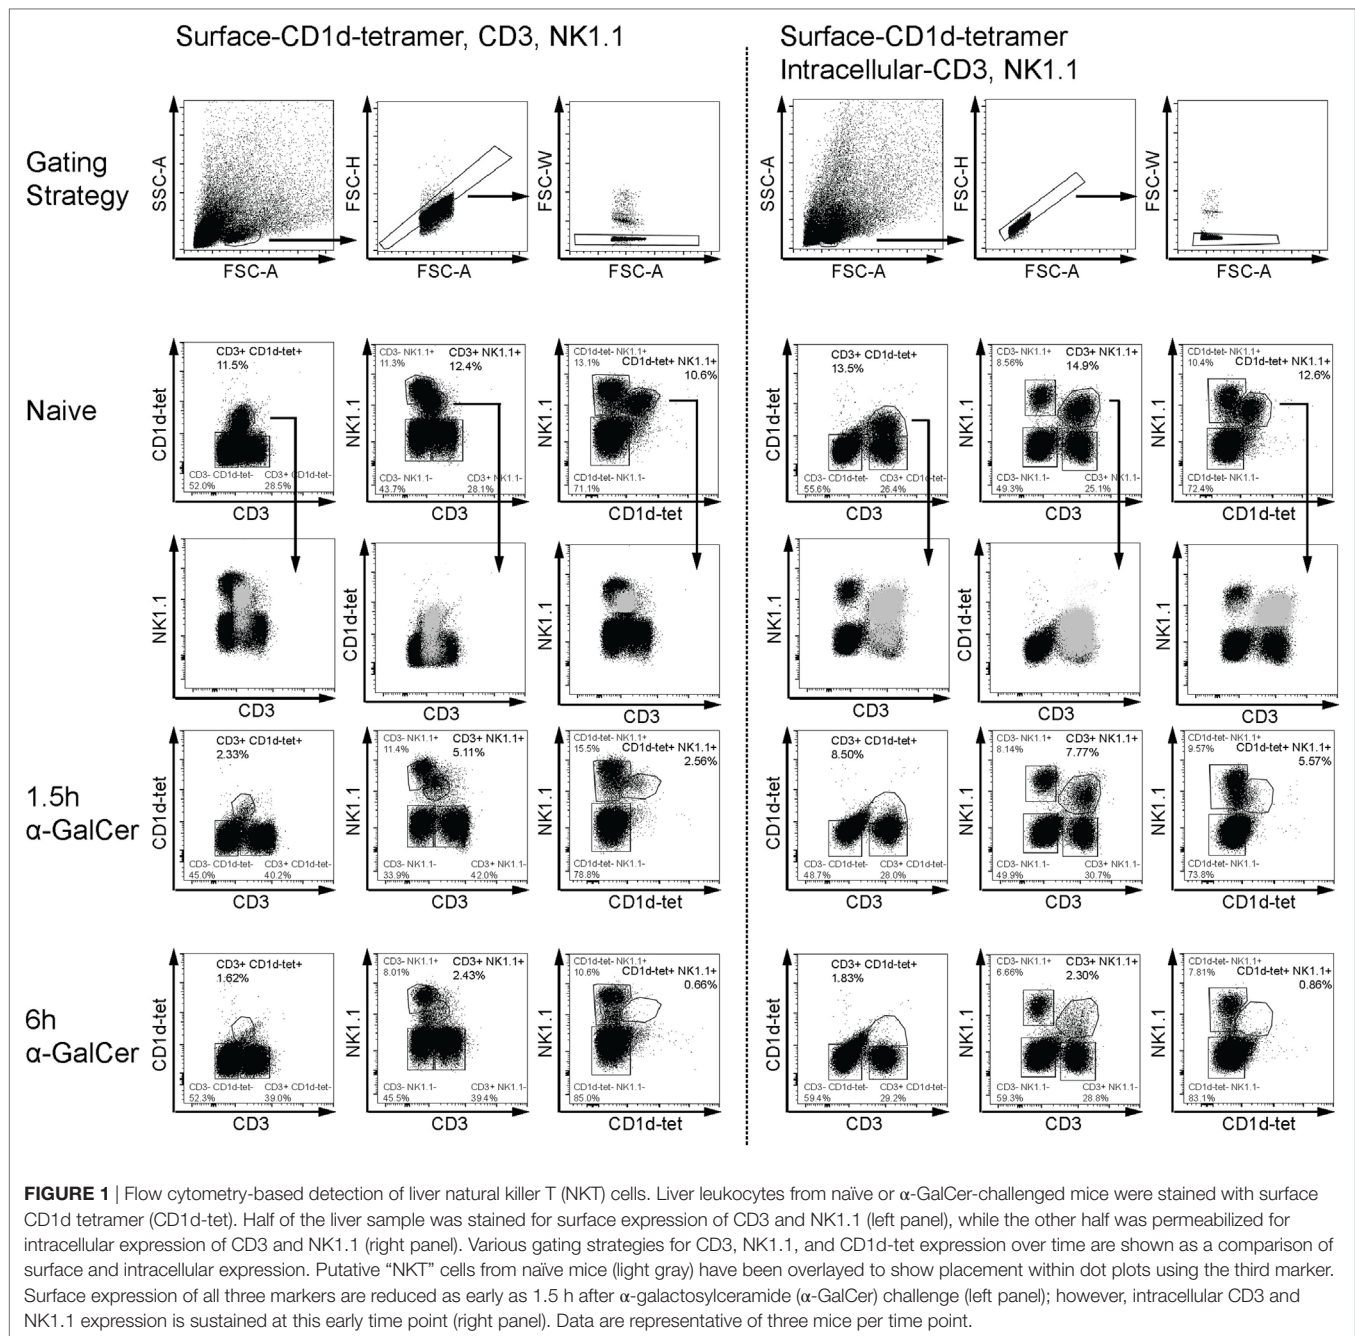 Surface-CD1d-tetramer, CD3, NK1.1
Surface-CD1d-tetramer
Intracellular-CD3, NK1.1
Gating
Strategy
SSC-A
FSC-A
FSC-H
FSC-A
FSC-W
FSC-A
SSC-A
FSC-A
FSC-H
FSC-A
FSC-W
FSC-A
Naive
CD1d-tet
CD3+ CD1d-tet+
11.5%
CD3- CD1d-tet-
52.0%
CD3+ CD1d-tet-
28.5%
CD3
NK1.1
CD3- NK1.1+
11.3%
CD3+ NK1.1+
12.4%
CD3- NK1.1-
43.7%
CD3+ NK1.1-
28.1%
CD3
NK1.1
CD1d-tet- NK1.1+
13.1%
CD1d-tet+ NK1.1+
10.6%
CD1d-tet- NK1.1-
71.1%
CD1d-tet
CD1d-tet
CD3+ CD1d-tet+
13.5%
CD3- CD1d-tet-
55.6%
CD3+ CD1d-tet-
26.4%
CD3
NK1.1
CD3- NK1.1+
8.56%
CD3+ NK1.1+
14.9%
CD3- NK1.1-
49.3%
CD3+ NK1.1-
25.1%
CD3
NK1.1
CD1d-tet- NK1.1+
10.4%
CD1d-tet+ NK1.1+
12.6%
CD1d-tet- NK1.1-
72.4%
CD1d-tet
NK1.1
CD3
CD1d-tet
CD3
NK1.1
CD3
NK1.1
CD3
CD1d-tet
CD3
NK1.1
CD3
1.5h
α-GalCer
CD1d-tet
CD3+ CD1d-tet+
2.33%
CD3- CD1d-tet-
45.0%
CD3+ CD1d-tet-
40.2%
CD3
NK1.1
CD3- NK1.1+
11.4%
CD3+ NK1.1+
5.11%
CD3- NK1.1-
33.9%
CD3+ NK1.1-
42.0%
CD3
NK1.1
CD1d-tet- NK1.1+
15.5%
CD1d-tet+ NK1.1+
2.56%
CD1d-tet- NK1.1-
78.8%
CD1d-tet
CD1d-tet
CD3+ CD1d-tet+
8.50%
CD3- CD1d-tet-
48.7%
CD3+ CD1d-tet-
28.0%
CD3
NK1.1
CD3- NK1.1+
8.14%
CD3+ NK1.1+
7.77%
CD3- NK1.1-
49.9%
CD3+ NK1.1-
30.7%
CD3
NK1.1
CD1d-tet- NK1.1+
9.57%
CD1d-tet+ NK1.1+
5.57%
CD1d-tet- NK1.1-
73.8%
CD1d-tet
6h
α-GalCer
CD1d-tet
CD3+ CD1d-tet+
1.62%
CD3- CD1d-tet-
52.3%
CD3+ CD1d-tet-
39.0%
CD3
NK1.1
CD3- NK1.1+
8.01%
CD3+ NK1.1+
2.43%
CD3- NK1.1-
45.5%
CD3+ NK1.1-
39.4%
CD3
NK1.1
CD1d-tet- NK1.1+
10.6%
CD1d-tet+ NK1.1+
0.66%
CD1d-tet- NK1.1-
85.0%
CD1d-tet
CD1d-tet
CD3+ CD1d-tet+
1.83%
CD3- CD1d-tet-
59.4%
CD3+ CD1d-tet-
29.2%
CD3
NK1.1
CD3- NK1.1+
6.66%
CD3+ NK1.1+
2.30%
CD3- NK1.1-
59.3%
CD3+ NK1.1-
28.8%
CD3
NK1.1
CD1d-tet- NK1.1+
7.81%
CD1d-tet+ NK1.1+
0.86%
CD1d-tet- NK1.1-
83.1%
CD1d-tet
FIGURE 1 | Flow cytometry-based detection of liver natural killer T (NKT) cells. Liver leukocytes from naïve or α-GalCer-challenged mice were stained with surface
CD1d tetramer (CD1d-tet). Half of the liver sample was stained for surface expression of CD3 and NK1.1 (left panel), while the other half was permeabilized for
intracellular expression of CD3 and NK1.1 (right panel). Various gating strategies for CD3, NK1.1, and CD1d-tet expression over time are shown as a comparison of
surface and intracellular expression. Putative “NKT” cells from naïve mice (light gray) have been overlayed to show placement within dot plots using the third marker.
Surface expression of all three markers are reduced as early as 1.5 h after α-galactosylceramide (α-GalCer) challenge (left panel); however, intracellular CD3 and
NK1.1 expression is sustained at this early time point (right panel). Data are representative of three mice per time point.